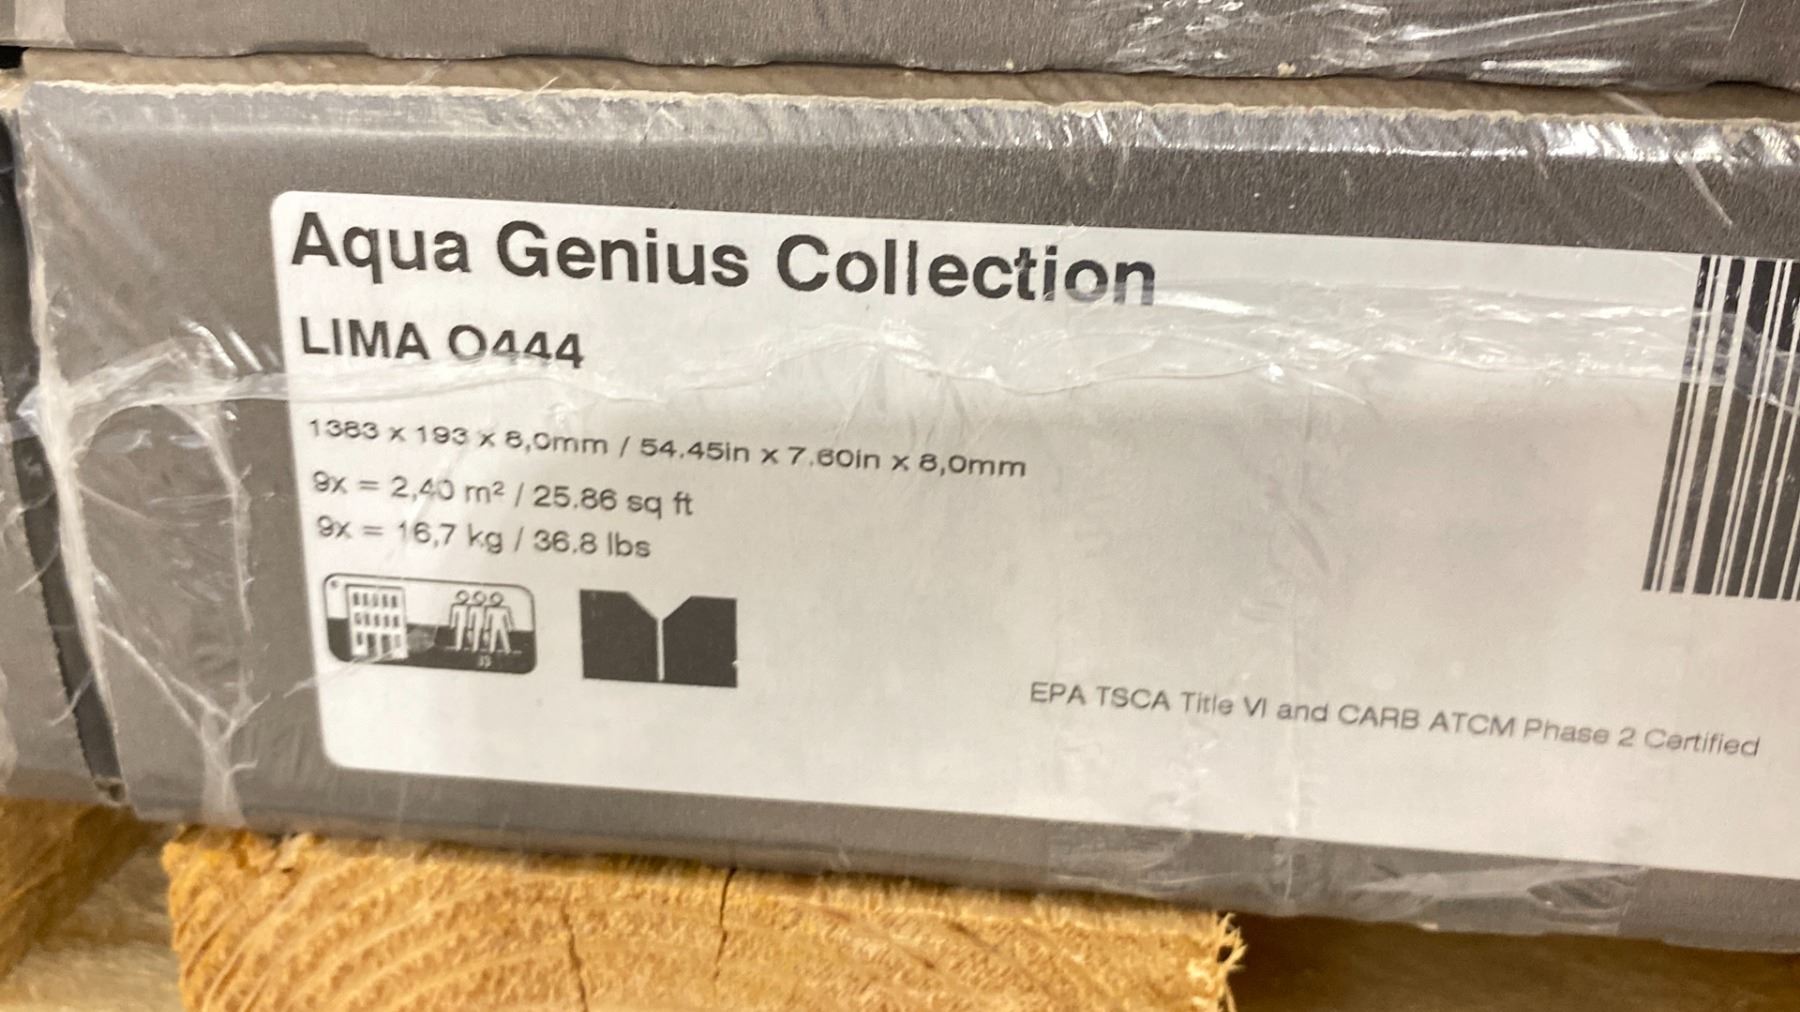 Aqua Genius Collection
LIMA O444
1383 x 193 x 8,0mm / 54.45in x 7.60in x 8,0mm
9x = 2,40 m² / 25.86 sq ft
9x = 16,7 kg / 36.8 lbs
EPA TSCA Title VI and CARB ATCM Phase 2 Certified